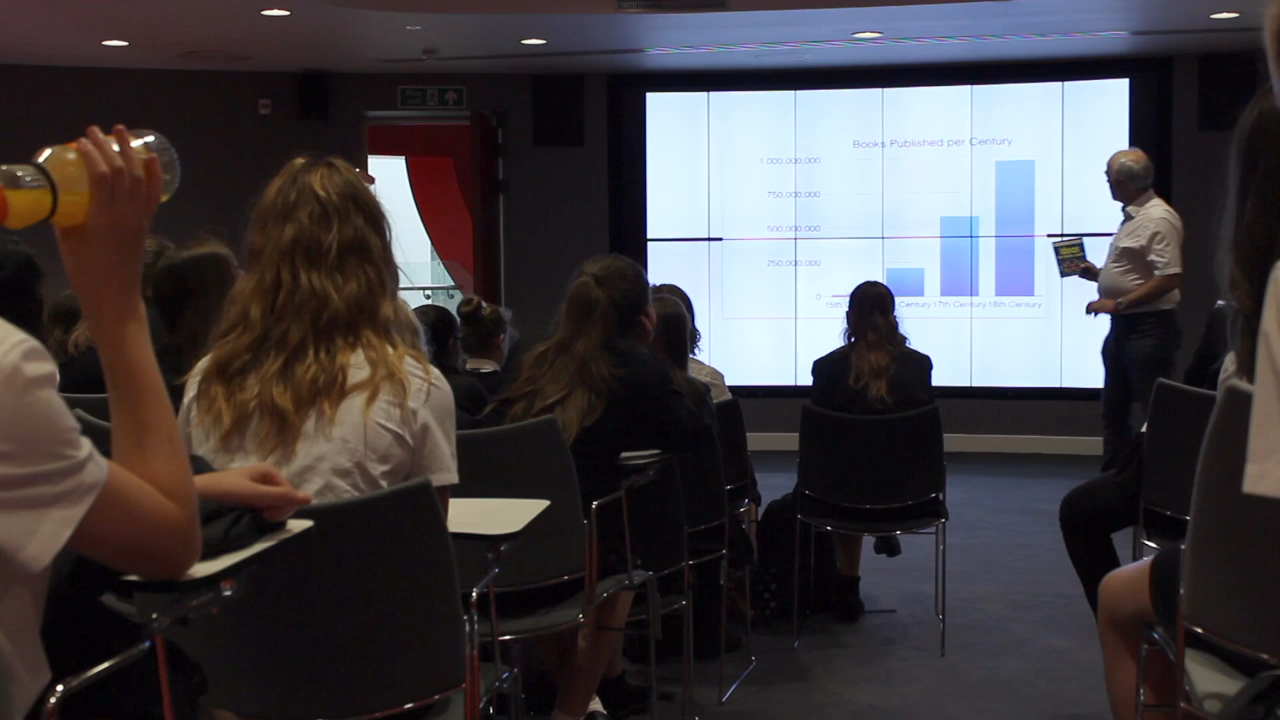 Books Published per Century
1,000,000,000
750,000,000
500,000,000
250,000,000
0
15th Century 17th Century 18th Century